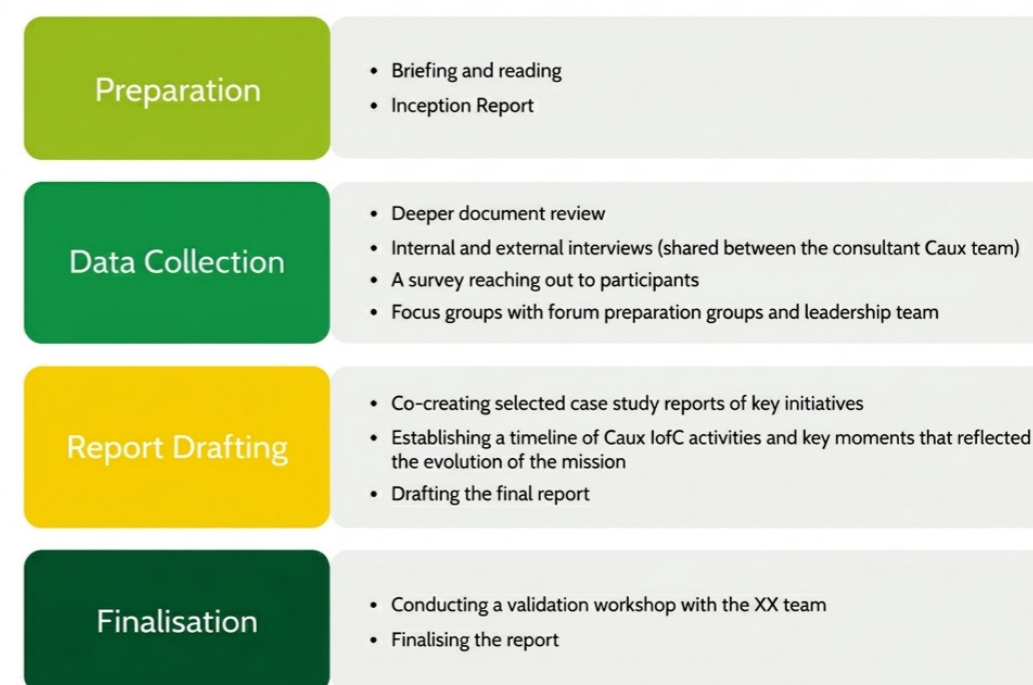 Preparation
• Briefing and reading
• Inception Report
Data Collection
• Deeper document review
• Internal and external interviews (shared between the consultant Caux team)
• A survey reaching out to participants
• Focus groups with forum preparation groups and leadership team
Report Drafting
• Co-creating selected case study reports of key initiatives
• Establishing a timeline of Caux IofC activities and key moments that reflected
the evolution of the mission
• Drafting the final report
Finalisation
• Conducting a validation workshop with the XX team
• Finalising the report